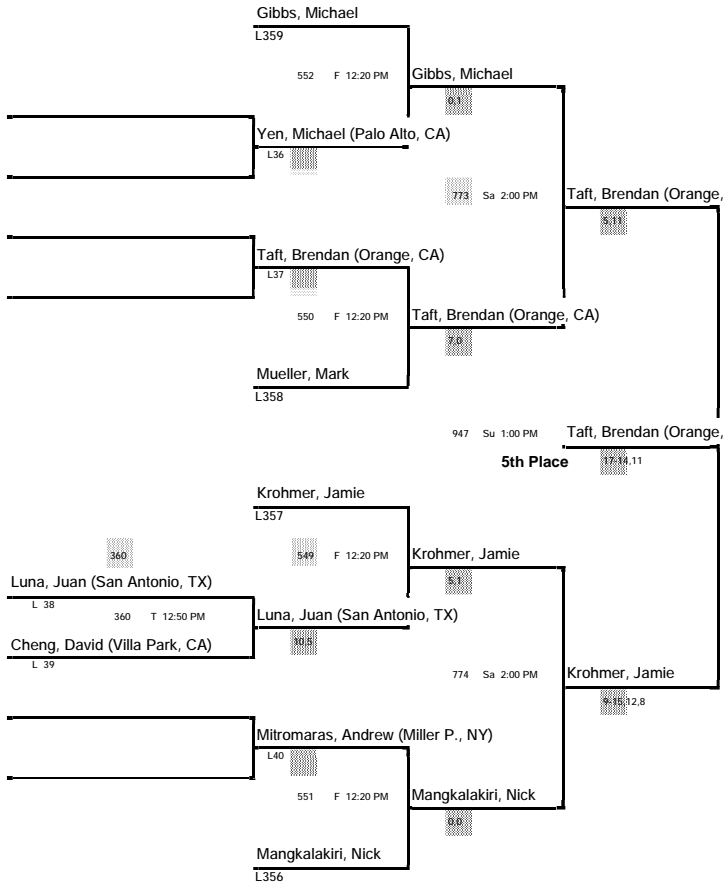 Gibbs, Michael
L359
552 F 12:20 PM
Gibbs, Michael
0,1
Yen, Michael (Palo Alto, CA)
L36
773 Sa 2:00 PM
Taft, Brendan (Orange,
5,11
Taft, Brendan (Orange, CA)
L37
550 F 12:20 PM
Taft, Brendan (Orange, CA)
7,0
Mueller, Mark
L358
947 Su 1:00 PM
Taft, Brendan (Orange,
5th Place
17-14,11
Krohmer, Jamie
L357
360
549 F 12:20 PM
Krohmer, Jamie
5,1
Luna, Juan (San Antonio, TX)
L 38
360 T 12:50 PM
Luna, Juan (San Antonio, TX)
10,5
Cheng, David (Villa Park, CA)
L 39
774 Sa 2:00 PM
Krohmer, Jamie
9-15,12,8
Mitromaras, Andrew (Miller P., NY)
L40
551 F 12:20 PM
Mangkalakiri, Nick
0,0
Mangkalakiri, Nick
L356